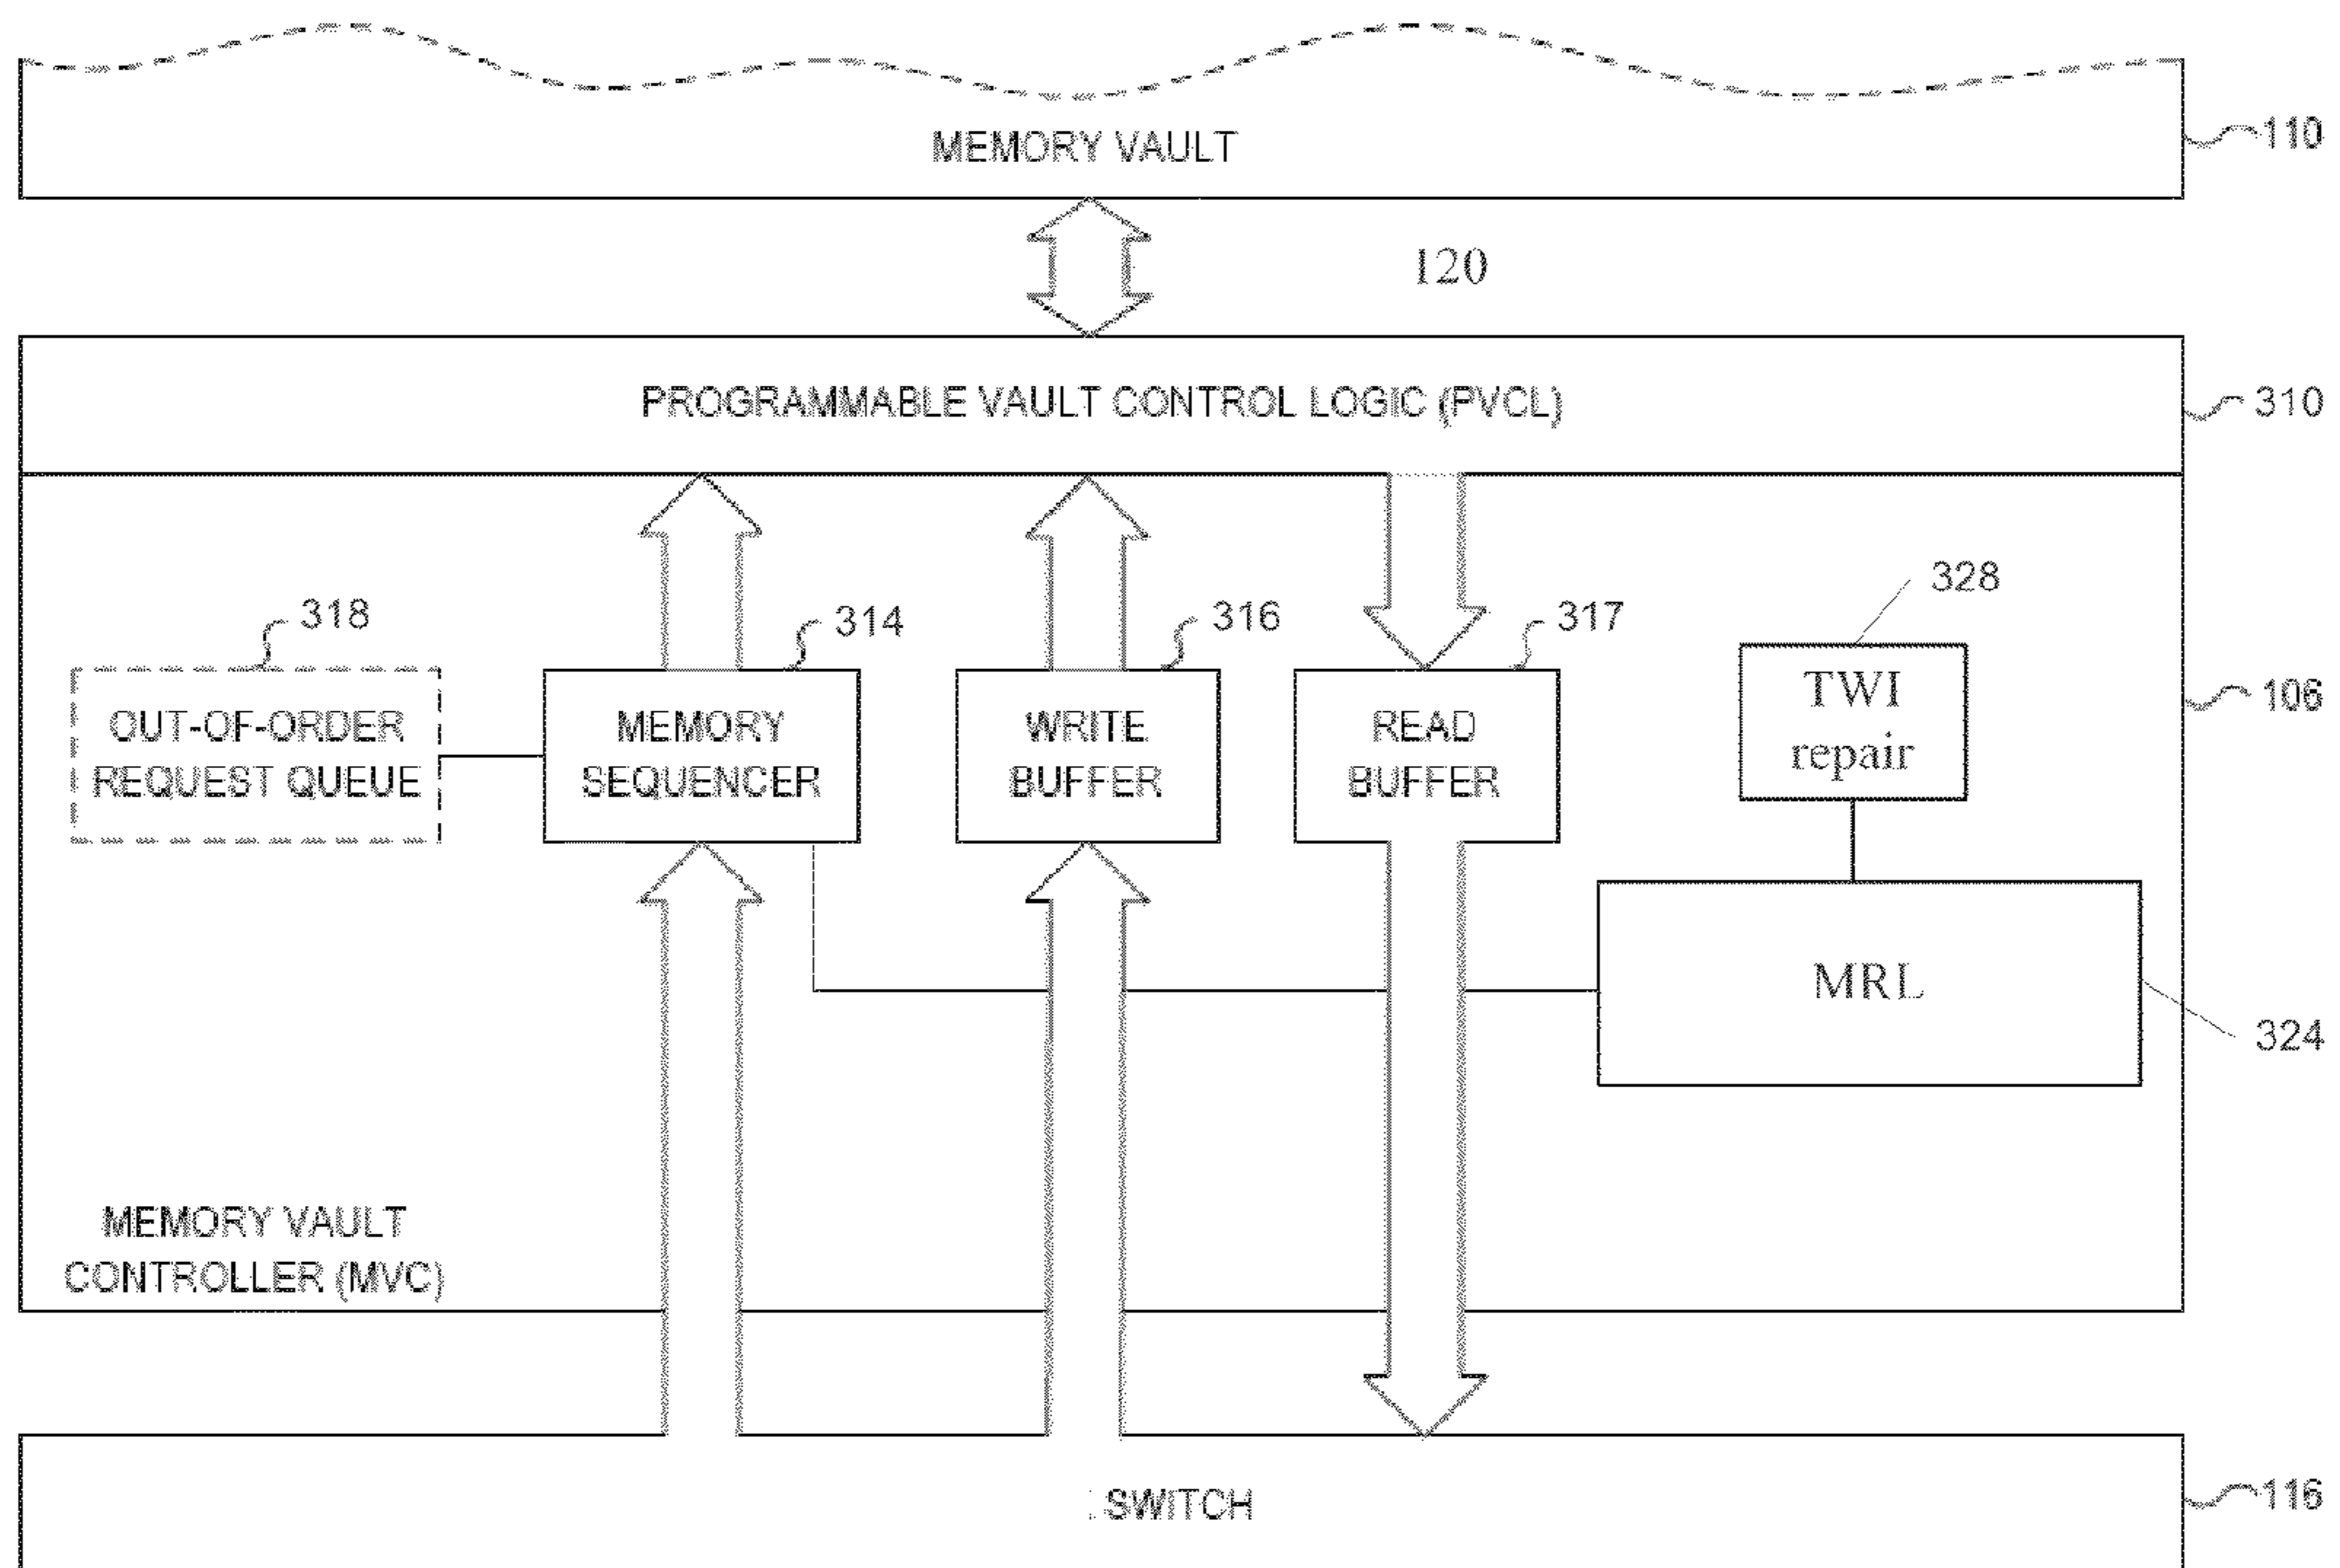 MEMORY VAULT
110
120
PROGRAMMABLE VAULT CONTROL LOGIC (PVCL)
310
328
318
314
316
317
TWI
repair
106
OUT-OF-ORDER
REQUEST QUEUE
MEMORY
SEQUENCER
WRITE
BUFFER
READ
BUFFER
MRL
324
MEMORY VAULT
CONTROLLER (MVC)
SWITCH
116